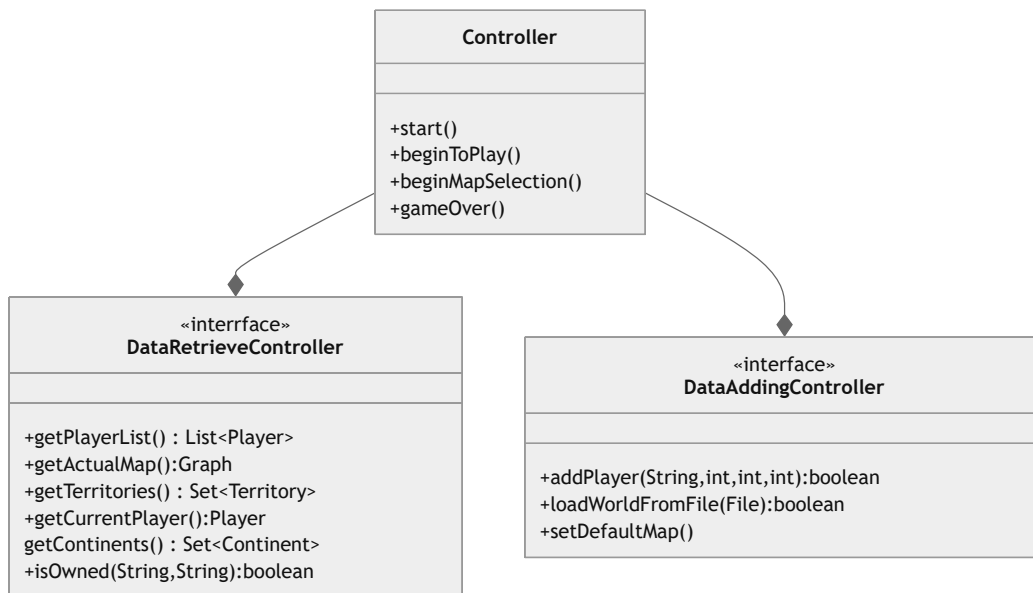 Controller
+start()
+beginToPlay()
+beginMapSelection()
+gameOver()
«interrface»
DataRetrieveController
+getPlayerList() : List<Player>
+getActualMap():Graph
+getTerritories() : Set<Territory>
+getCurrentPlayer():Player
getContinents() : Set<Continent>
+isOwned(String,String):boolean
«interface»
DataAddingController
+addPlayer(String,int,int,int):boolean
+loadWorldFromFile(File):boolean
+setDefaultMap()